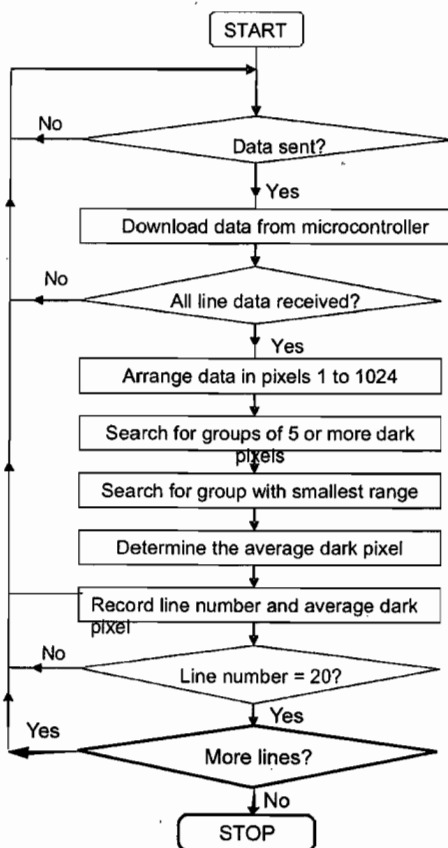 START
No
Data sent?
Yes
Download data from microcontroller
No
All line data received?
Yes
Arrange data in pixels 1 to 1024
Search for groups of 5 or more dark
pixels
Search for group with smallest range
Determine the average dark pixel
Record line number and average dark
pixel
No
Line number = 20?
Yes
Yes
More lines?
No
STOP